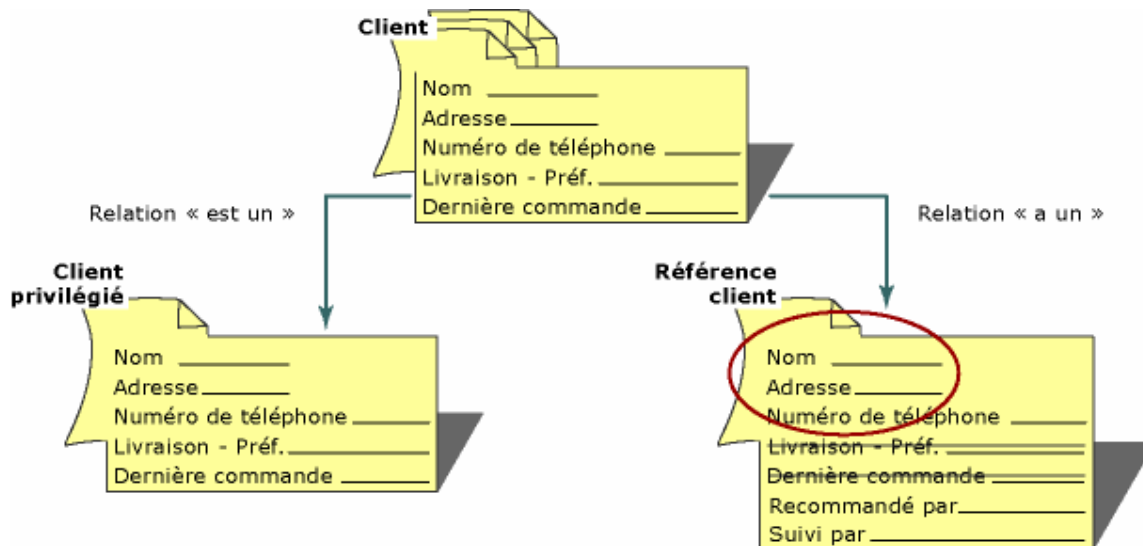 Client
Nom
Adresse
Numéro de téléphone
Livraison - Préf.
Dernière commande
Relation « est un »
Relation « a un »
Client
privilégié
Nom
Adresse
Numéro de téléphone
Livraison - Préf.
Dernière commande
Référence
client
Nom
Adresse
Numéro de téléphone
Livraison - Préf.
Dernière commande
Recommandé par
Suivi par